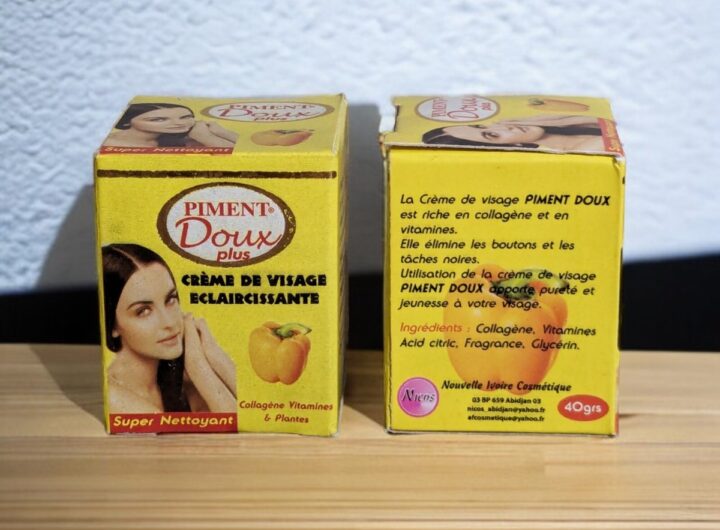 PIMENT®
Doux
plus
Super Nettoyant
PIMENT®
Doux
plus
CRÈME DE VISAGE
ECLAIRCISSANTE
Collagène Vitamines
& Plantes
Super Nettoyant
PIMENT
Doux
plus
La Crème de visage PIMENT DOUX
est riche en collagène et en
vitamines.
Elle élimine les boutons et les
tâches noires.
Utilisation de la crème de visage
PIMENT DOUX apporte pureté et
jeunesse à votre visage.
Ingrédients : Collagène, Vitamines
Acid citric, Fragrance, Glycérin.
Nicos
Nouvelle Ivoire Cosmétique
03 BP 659 Abidjan 03
nicos_abidjan@yahoo.fr
afcosmetique@yahoo.fr
40grs